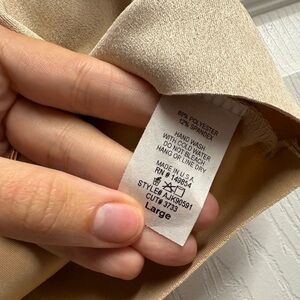 88% POLYESTER
12% SPANDEX
HAND WASH
WITH COLD WATER
DO NOT BLEACH
HANG OR LINE DRY
MADE IN U.S.A.
RN # 149854
STYLE# AJK90591
CUT# 3733
Large